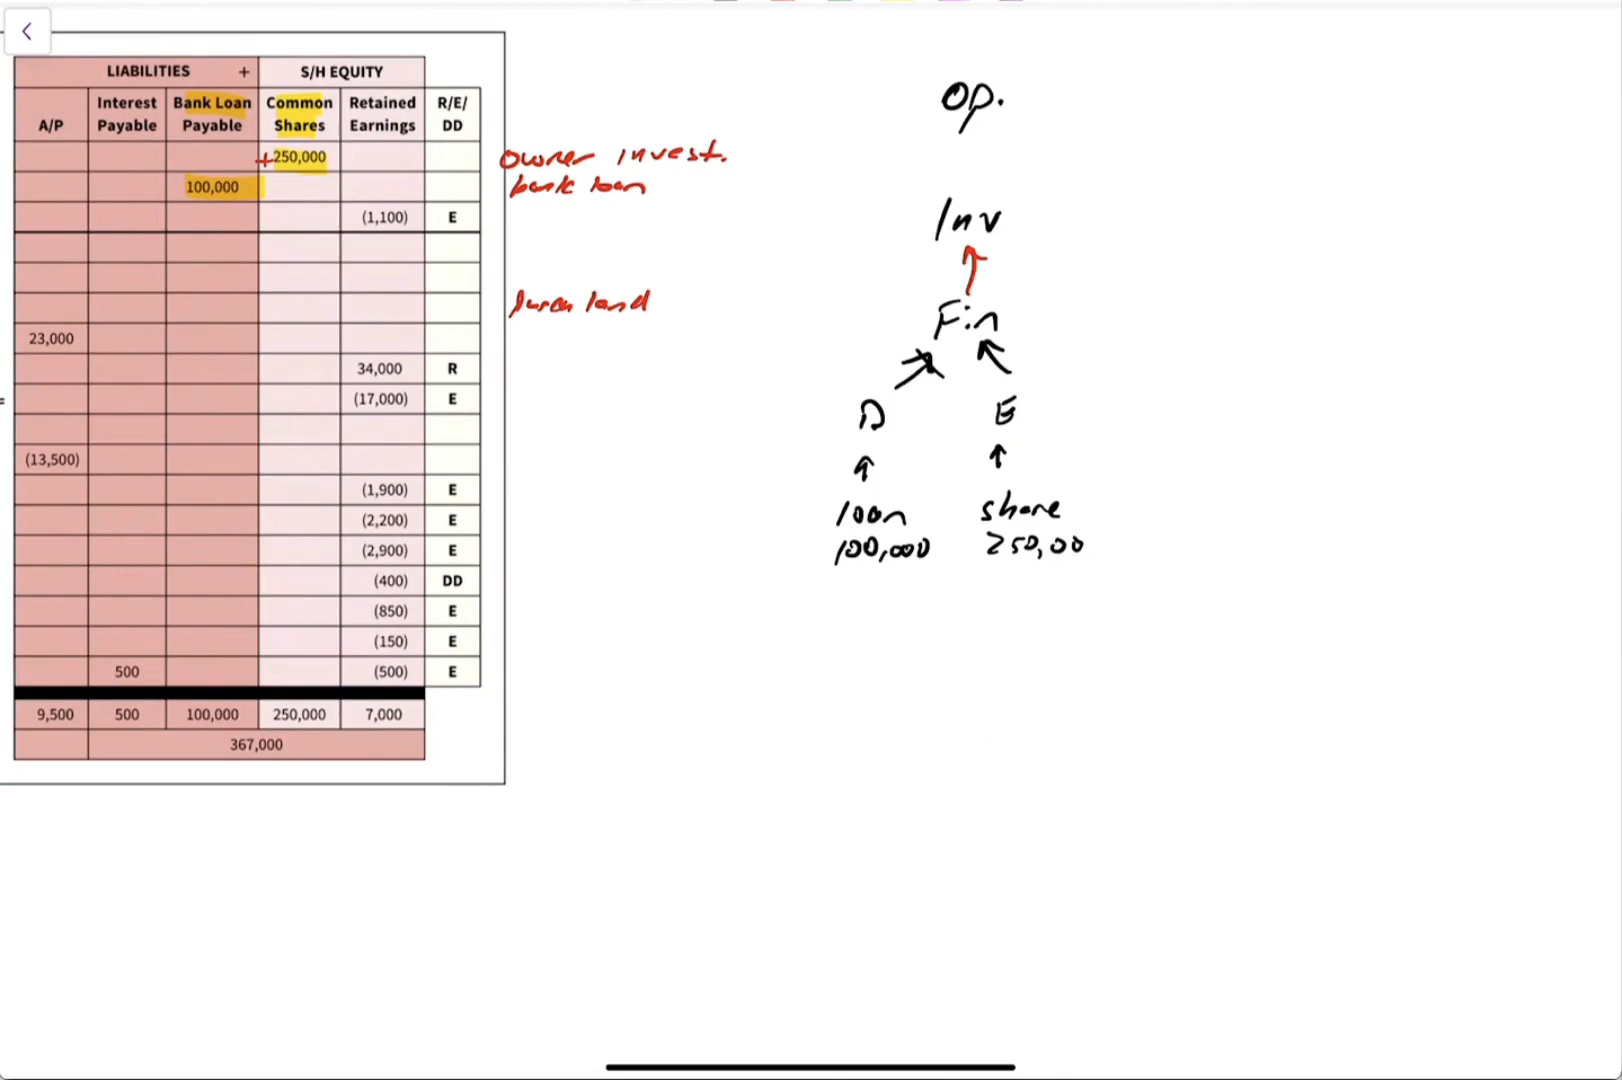 LIABILITIES + S/H EQUITY
A/P Interest Payable Bank Loan Payable Common Shares Retained Earnings R/E/DD
+250,000 Owner invest.
100,000 bank loan
(1,100) E
land
23,000
34,000 R
= (17,000) E
(13,500)
(1,900) E
(2,200) E
(2,900) E
(400) DD
(850) E
(150) E
500 (500) E
9,500 500 100,000 250,000 7,000
367,000
Op.
Inv
Fin
D E
loan share
100,000 250,00